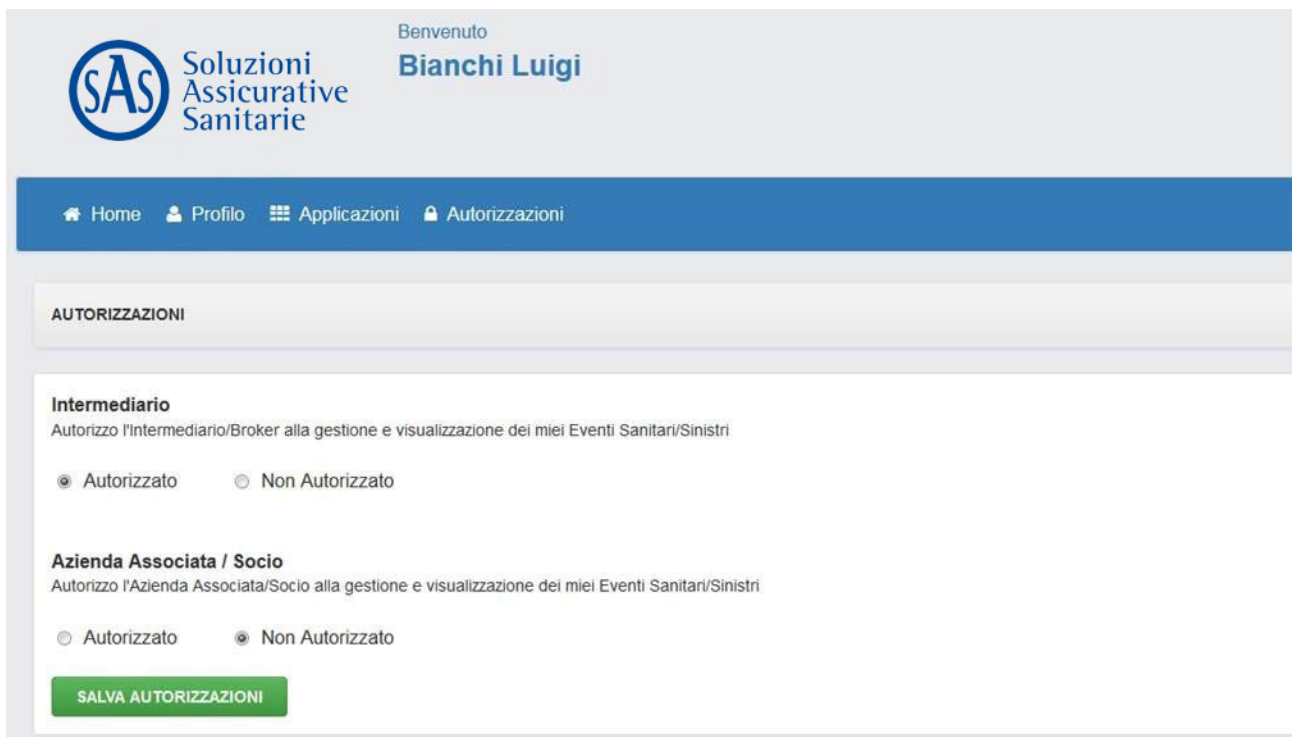 Benvenuto
Bianchi Luigi
SAS
Soluzioni
Assicurative
Sanitarie
Home Profilo Applicazioni Autorizzazioni
AUTORIZZAZIONI
Intermediario
Autorizzo l'Intermediario/Broker alla gestione e visualizzazione dei miei Eventi Sanitari/Sinistri
Autorizzato Non Autorizzato
Azienda Associata / Socio
Autorizzo l'Azienda Associata/Socio alla gestione e visualizzazione dei miei Eventi Sanitari/Sinistri
Autorizzato Non Autorizzato
SALVA AUTORIZZAZIONI